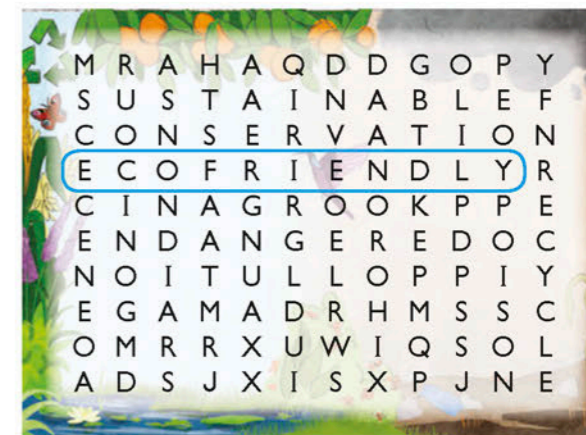 M R A H A Q D D G O P Y
S U S T A I N A B L E F
C O N S E R V A T I O N
E C O F R I E N D L Y R
C I N A G R O O K P P E
E N D A N G E R E D O C
N O I T U L L O P P I Y
E G A M A D R H M S S C
O M R R X U W I Q S O L
A D S J X I S X P J N E